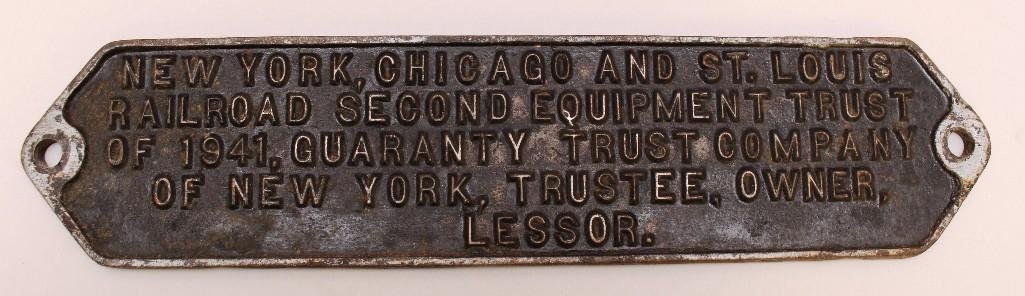 NEW YORK, CHICAGO AND ST. LOUIS
RAILROAD SECOND EQUIPMENT TRUST
OF 1941, GUARANTY TRUST COMPANY
OF NEW YORK, TRUSTEE, OWNER,
LESSOR.